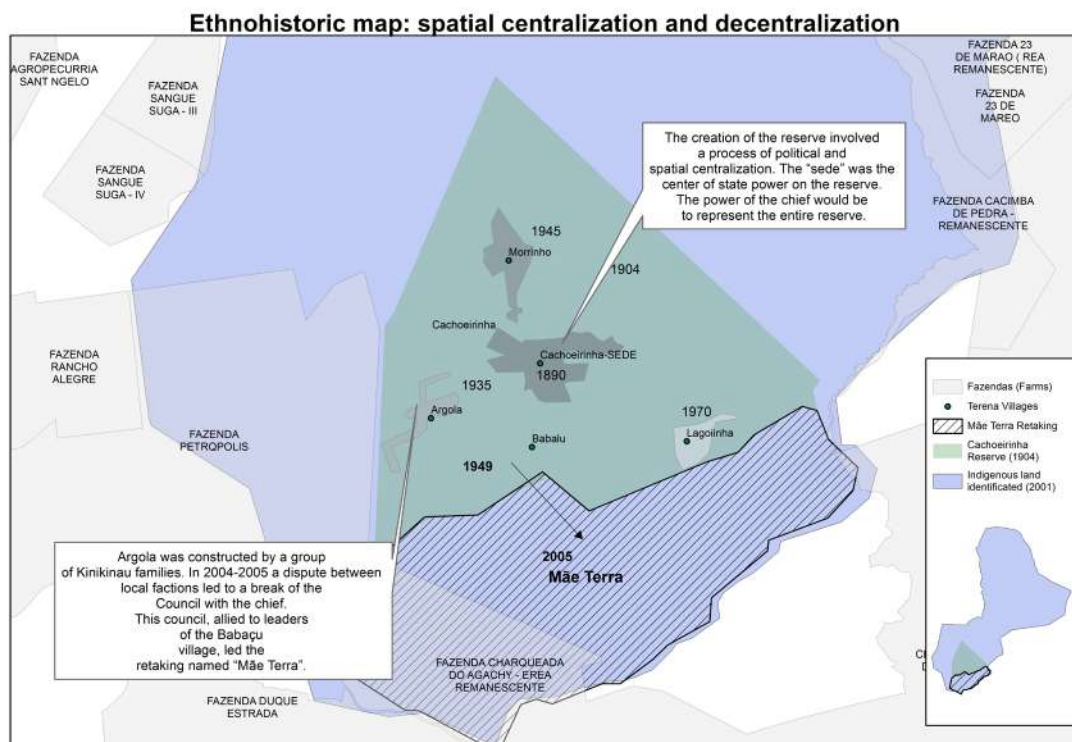 Ethnohistoric map: spatial centralization and decentralization
FAZENDA
AGROPECURRIA
SANT NGELO
FAZENDA
SANGUE
SUGA - III
FAZENDA
SANGUE
SUGA - IV
FAZENDA 23
DE MARAO ( REA
REMANESCENTE)
FAZENDA
23 DE
MAREO
The creation of the reserve involved
a process of political and
spatial centralization. The “sede” was the
center of state power on the reserve.
The power of the chief would be
to represent the entire reserve.
FAZENDA CACIMBA
DE PEDRA -
REMANESCENTE
1945
Morrinho
1904
Cachoeirinha
Cachoeirinha-SEDE
1890
FAZENDA
RANCHO
ALEGRE
1935
Argola
1970
Lagoiinha
FAZENDA
PETRQPOLIS
Babalu
1949
2005
Mãe Terra
Argola was constructed by a group
of Kinikinau families. In 2004-2005 a dispute between
local factions led to a break of the
Council with the chief.
This council, allied to leaders
of the Babaçu
village, led the
retaking named “Mãe Terra”.
FAZENDA CHARQUEADA
DO AGACHY - EREA
REMANESCENTE
FAZENDA DUQUE
ESTRADA
Fazendas (Farms)
Terena Villages
Mãe Terra Retaking
Cachoeirinha
Reserve (1904)
Indigenous land
identificated (2001)